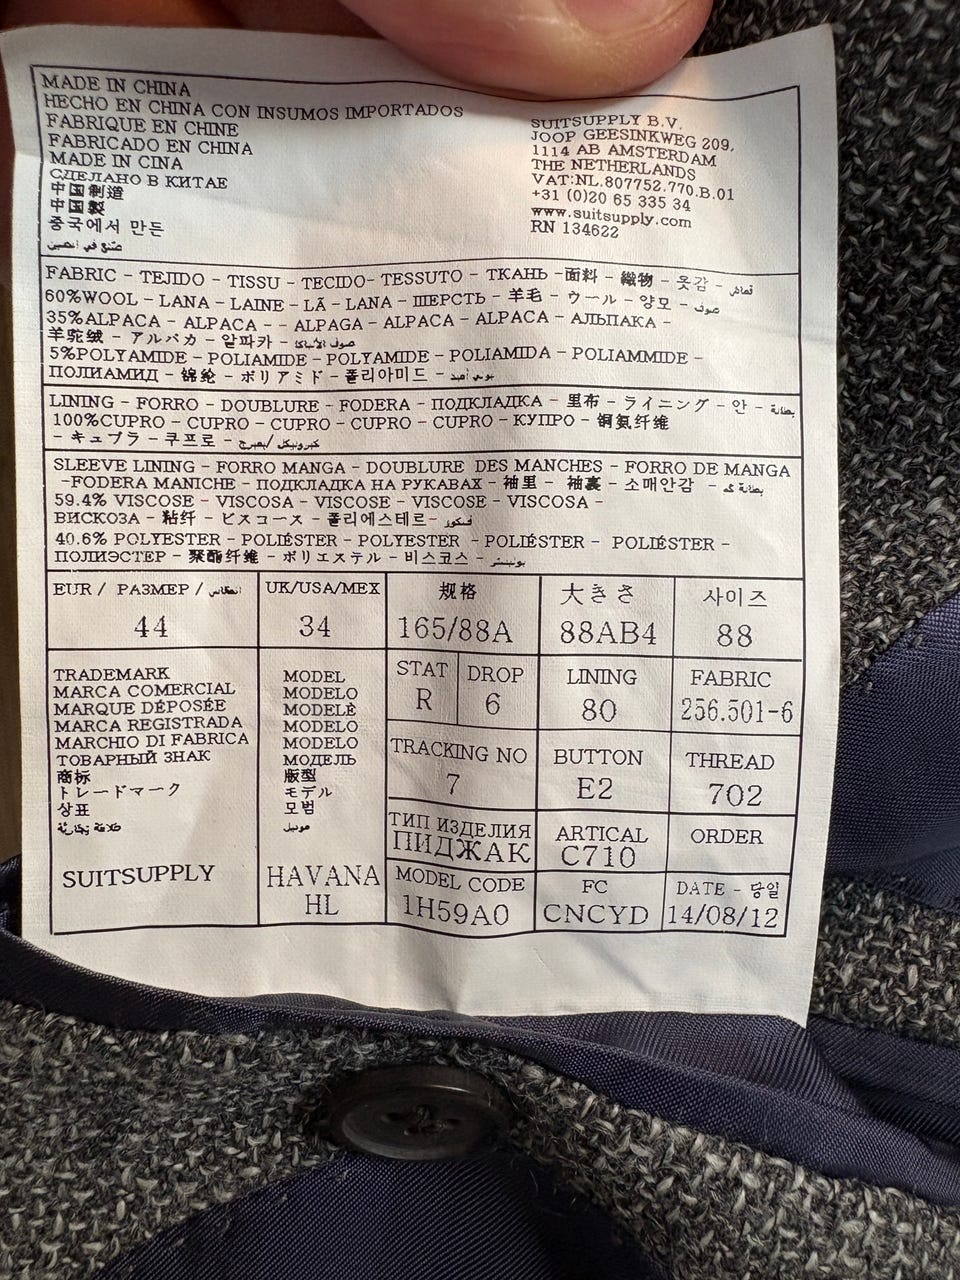 MADE IN CHINA
HECHO EN CHINA CON INSUMOS IMPORTADOS
FABRIQUE EN CHINE
FABRICADO EN CHINA
MADE IN CINA
СДЕЛАНО В КИТАЕ
中国制造
中国製
중국에서 만든
صنع في الصين
SUITSUPPLY B.V.
JOOP GEESINKWEG 209,
1114 AB AMSTERDAM
THE NETHERLANDS
VAT:NL.807752.770.B.01
+31 (0)20 65 335 34
www.suitsupply.com
RN 134622
FABRIC - TEJIDO - TISSU - TECIDO- TESSUTO - ТКАНЬ -面料 - 織物 - 옷감 - قماش
60%WOOL - LANA - LAINE - LÃ - LANA - ШЕРСТЬ - 羊毛 - ウール - 양모 - صوف
35%ALPACA - ALPACA - - ALPAGA - ALPACA - ALPACA - АЛЬПАКА -
羊驼绒 - アルパカ - 알파카 - صوف الألباكا
5%POLYAMIDE - POLIAMIDE - POLYAMIDE - POLIAMIDA - POLIAMMIDE -
ПОЛИАМИД - 锦纶 - ポリアミド - 폴리아미드 -
LINING - FORRO - DOUBLURE - FODERA - ПОДКЛАДКА - 里布 - ライニング - 안 - بطانة
100%CUPRO - CUPRO - CUPRO - CUPRO - CUPRO - КУПРО - 铜氨纤维
- キュプラ - 쿠프로 -
SLEEVE LINING - FORRO MANGA - DOUBLURE DES MANCHES - FORRO DE MANGA
-FODERA MANICHE - ПОДКЛАДКА НА РУКАВАХ - 袖里 - 袖裏 - 소매안감 -
59.4% VISCOSE - VISCOSA - VISCOSE - VISCOSE - VISCOSA -
ВИСКОЗА - 粘纤 - ビスコース - 폴리에스테르- فسكوز
40.6% POLYESTER - POLIÉSTER - POLYESTER - POLIÉSTER - POLIÉSTER -
ПОЛИЭСТЕР - 聚酯纤维 - ポリエステル - 비스코스 - بوليستر
EUR / РАЗМЕР /
44
UK/USA/MEX
34
规格
165/88A
大きさ
88AB4
사이즈
88
TRADEMARK
MARCA COMERCIAL
MARQUE DÉPOSÉE
MARCA REGISTRADA
MARCHIO DI FABRICA
ТОВАРНЫЙ ЗНАК
商标
トレードマーク
상표
علامة تجارية
SUITSUPPLY
MODEL
MODELO
MODELÈ
MODELO
MODELO
МОДЕЛЬ
版型
モデル
모범
موديل
HAVANA
HL
STAT
R
DROP
6
LINING
80
FABRIC
256.501-6
TRACKING NO
7
BUTTON
E2
THREAD
702
ТИП ИЗДЕЛИЯ
ПИДЖАК
ARTICAL
C710
ORDER
MODEL CODE
1H59A0
FC
CNCYD
DATE - 당일
14/08/12